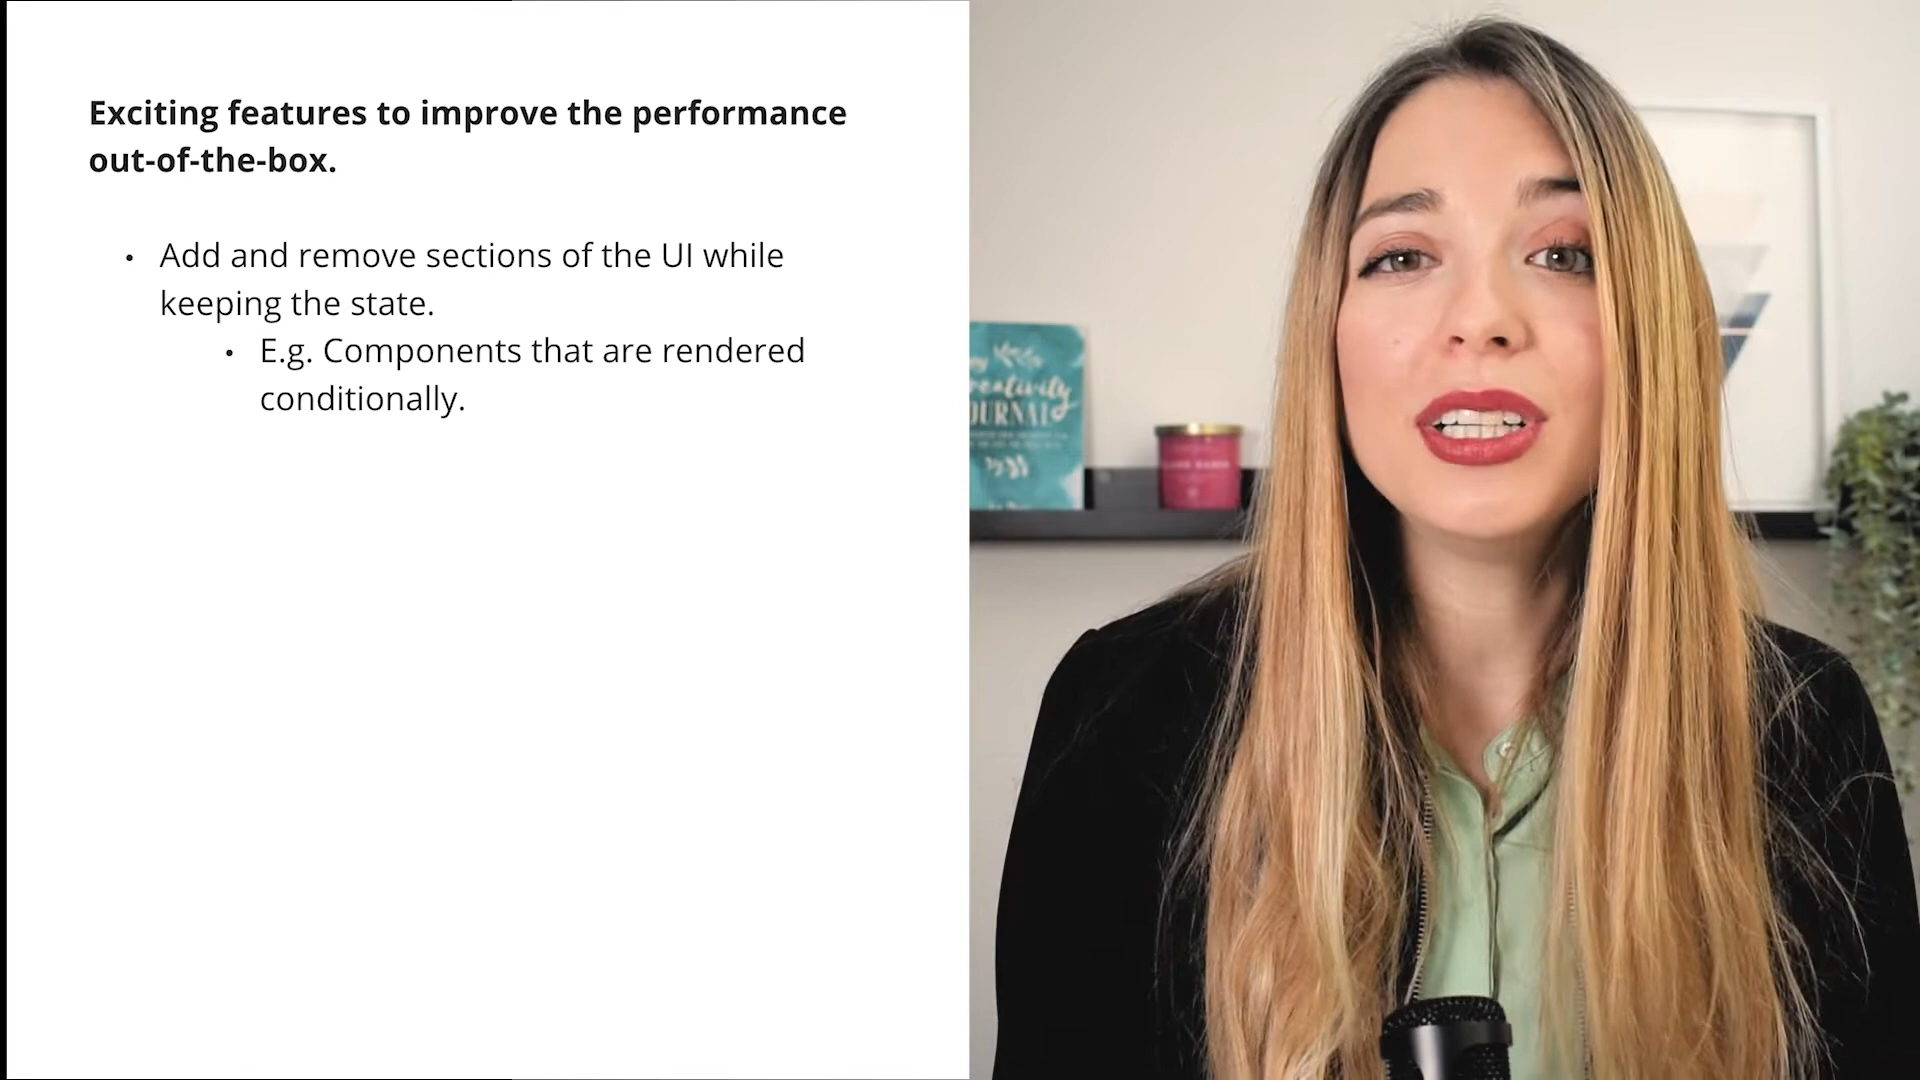 Exciting features to improve the performance
out-of-the-box.
• Add and remove sections of the UI while
keeping the state.
• E.g. Components that are rendered
conditionally.